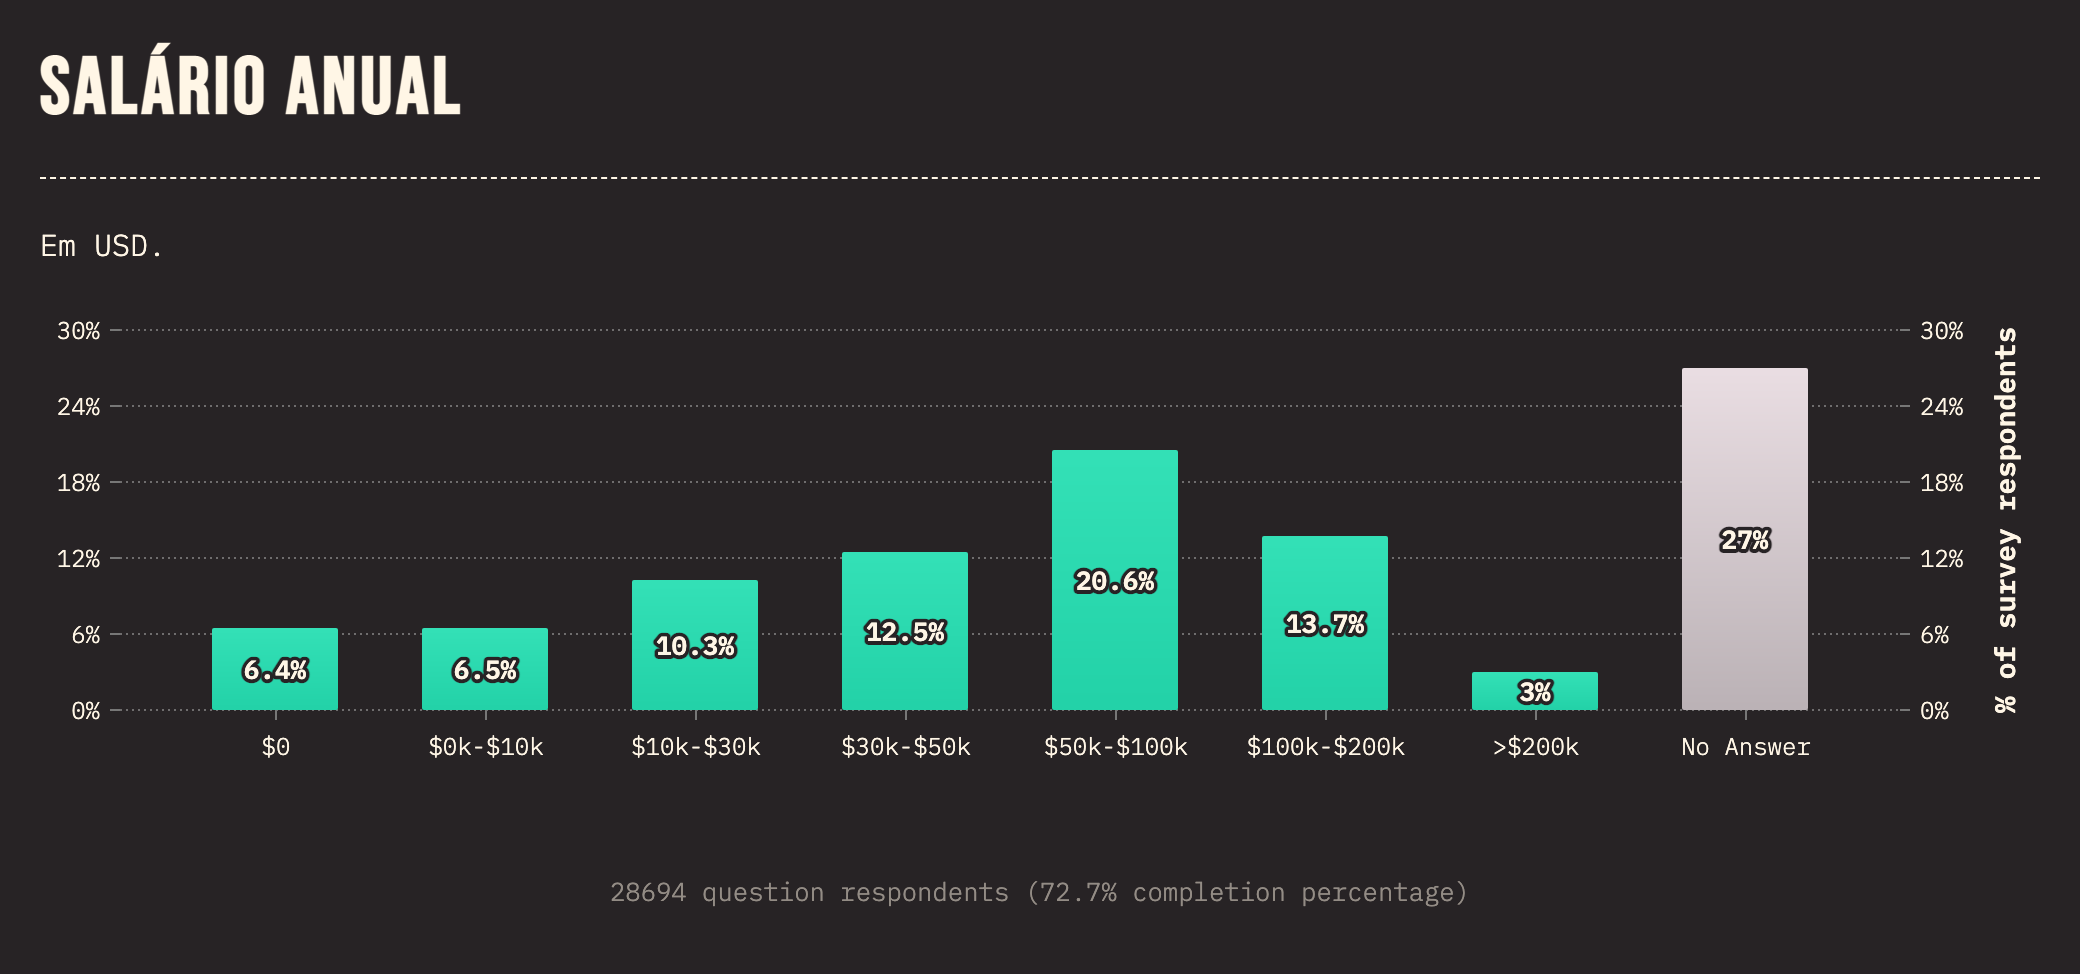 SALÁRIO ANUAL
Em USD.
30%
24%
18%
12%
6%
0%
30%
24%
18%
12%
6%
0%
% of survey respondents
6.4%
6.5%
10.3%
12.5%
20.6%
13.7%
3%
27%
$0
$0k-$10k
$10k-$30k
$30k-$50k
$50k-$100k
$100k-$200k
>$200k
No Answer
28694 question respondents (72.7% completion percentage)